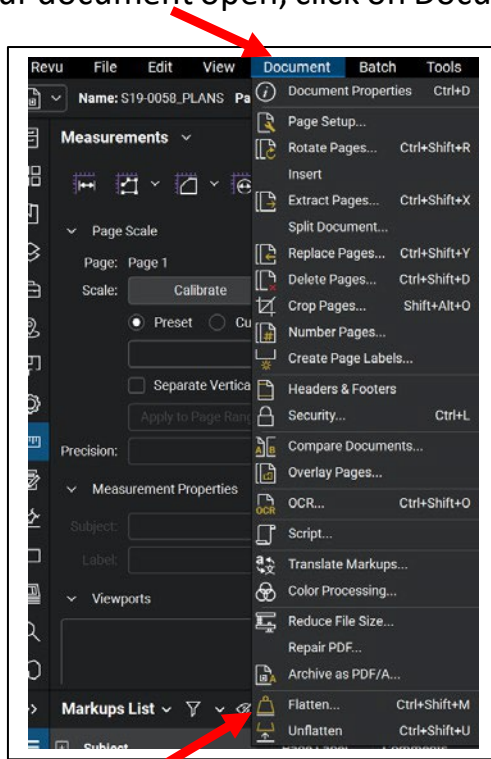 ur document open, click on Docu
Revu File Edit View Document Batch Tools
Name: S19-0058_PLANS Pa
Document Properties Ctrl+D
Measurements
Page Setup...
Rotate Pages... Ctrl+Shift+R
Insert
Extract Pages... Ctrl+Shift+X
Page Scale
Split Document...
Page: Page 1
Replace Pages... Ctrl+Shift+Y
Scale: Calibrate
Delete Pages... Ctrl+Shift+D
Crop Pages... Shift+Alt+O
Preset Cu
Number Pages...
Create Page Labels...
Separate Vertica
Headers & Footers
Apply to Page Rang
Security... Ctrl+L
Precision:
Compare Documents...
Overlay Pages...
Measurement Properties
OCR... Ctrl+Shift+O
Subject:
Script...
Label:
Translate Markups...
Viewports
Color Processing...
Reduce File Size...
Repair PDF...
Archive as PDF/A...
Markups List
Flatten... Ctrl+Shift+M
Unflatten Ctrl+Shift+U
Subject Page Label Comments